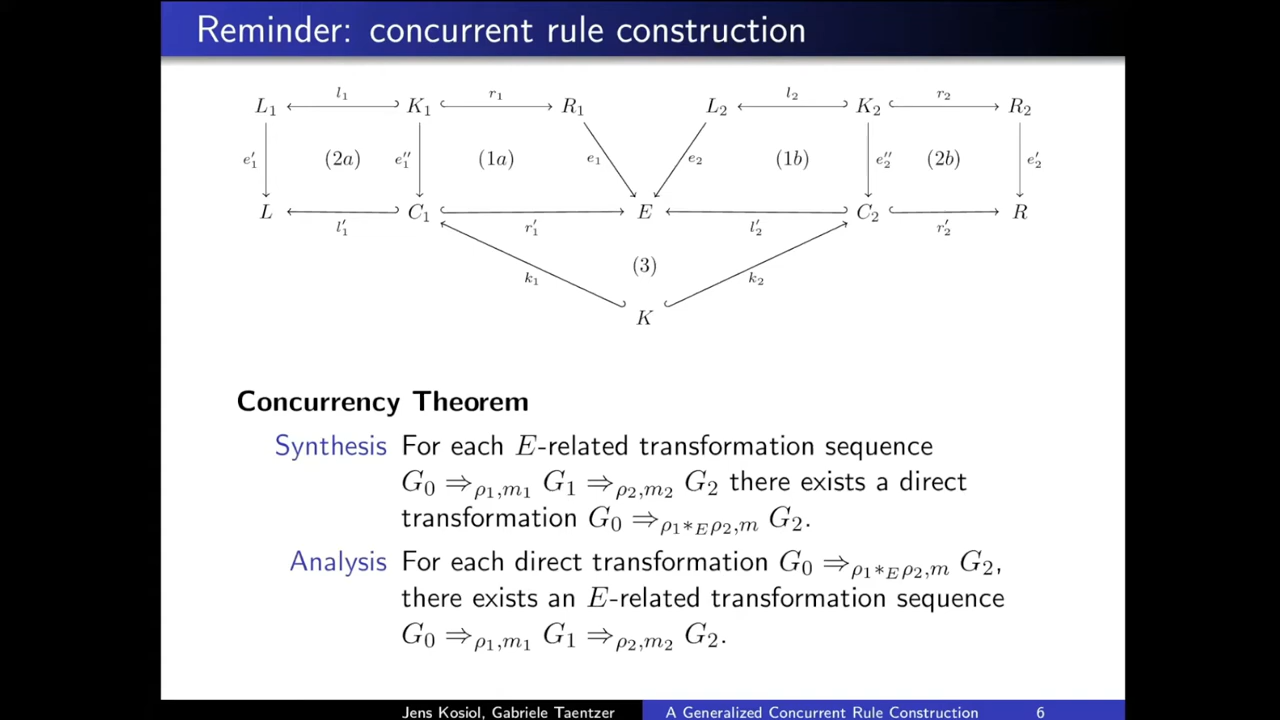 Reminder: concurrent rule construction
l₁ r₁ l₂ r₂
L₁ K₁ R₁ L₂ K₂ R₂
e′₁ (2a) e″₁ (1a) e₁ e₂ (1b) e″₂ (2b) e′₂
L C₁ E C₂ R
l′₁ r′₁ l′₂ r′₂
(3)
k₁ k₂
K
Concurrency Theorem
Synthesis For each E-related transformation sequence
G₀ ⇒ρ₁,m₁ G₁ ⇒ρ₂,m₂ G₂ there exists a direct
transformation G₀ ⇒ρ₁*Eρ₂,m G₂.
Analysis For each direct transformation G₀ ⇒ρ₁*Eρ₂,m G₂,
there exists an E-related transformation sequence
G₀ ⇒ρ₁,m₁ G₁ ⇒ρ₂,m₂ G₂.
Jens Kosiol, Gabriele Taentzer A Generalized Concurrent Rule Construction 6